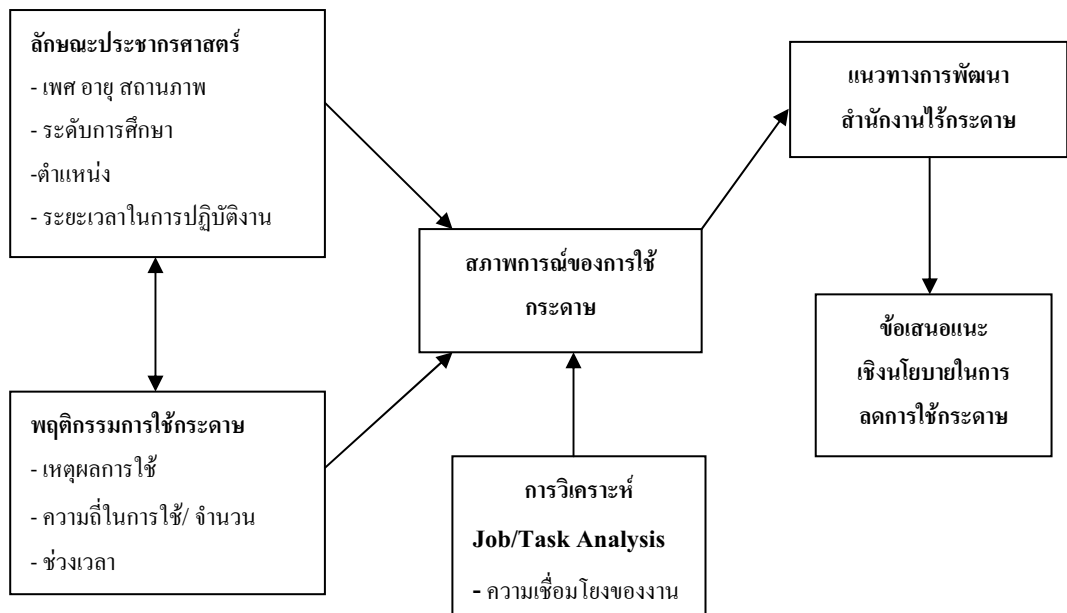 ลักษณะประชากรศาสตร์
- เพศ อายุ สถานภาพ
- ระดับการศึกษา
-ตำแหน่ง
- ระยะเวลาในการปฏิบัติงาน
พฤติกรรมการใช้กระดาษ
- เหตุผลการใช้
- ความถี่ในการใช้/ จำนวน
- ช่วงเวลา
สภาพการณ์ของการใช้
กระดาษ
การวิเคราะห์
Job/Task Analysis
- ความเชื่อมโยงของงาน
แนวทางการพัฒนา
สำนักงานไร้กระดาษ
ข้อเสนอแนะ
เชิงนโยบายในการ
ลดการใช้กระดาษ